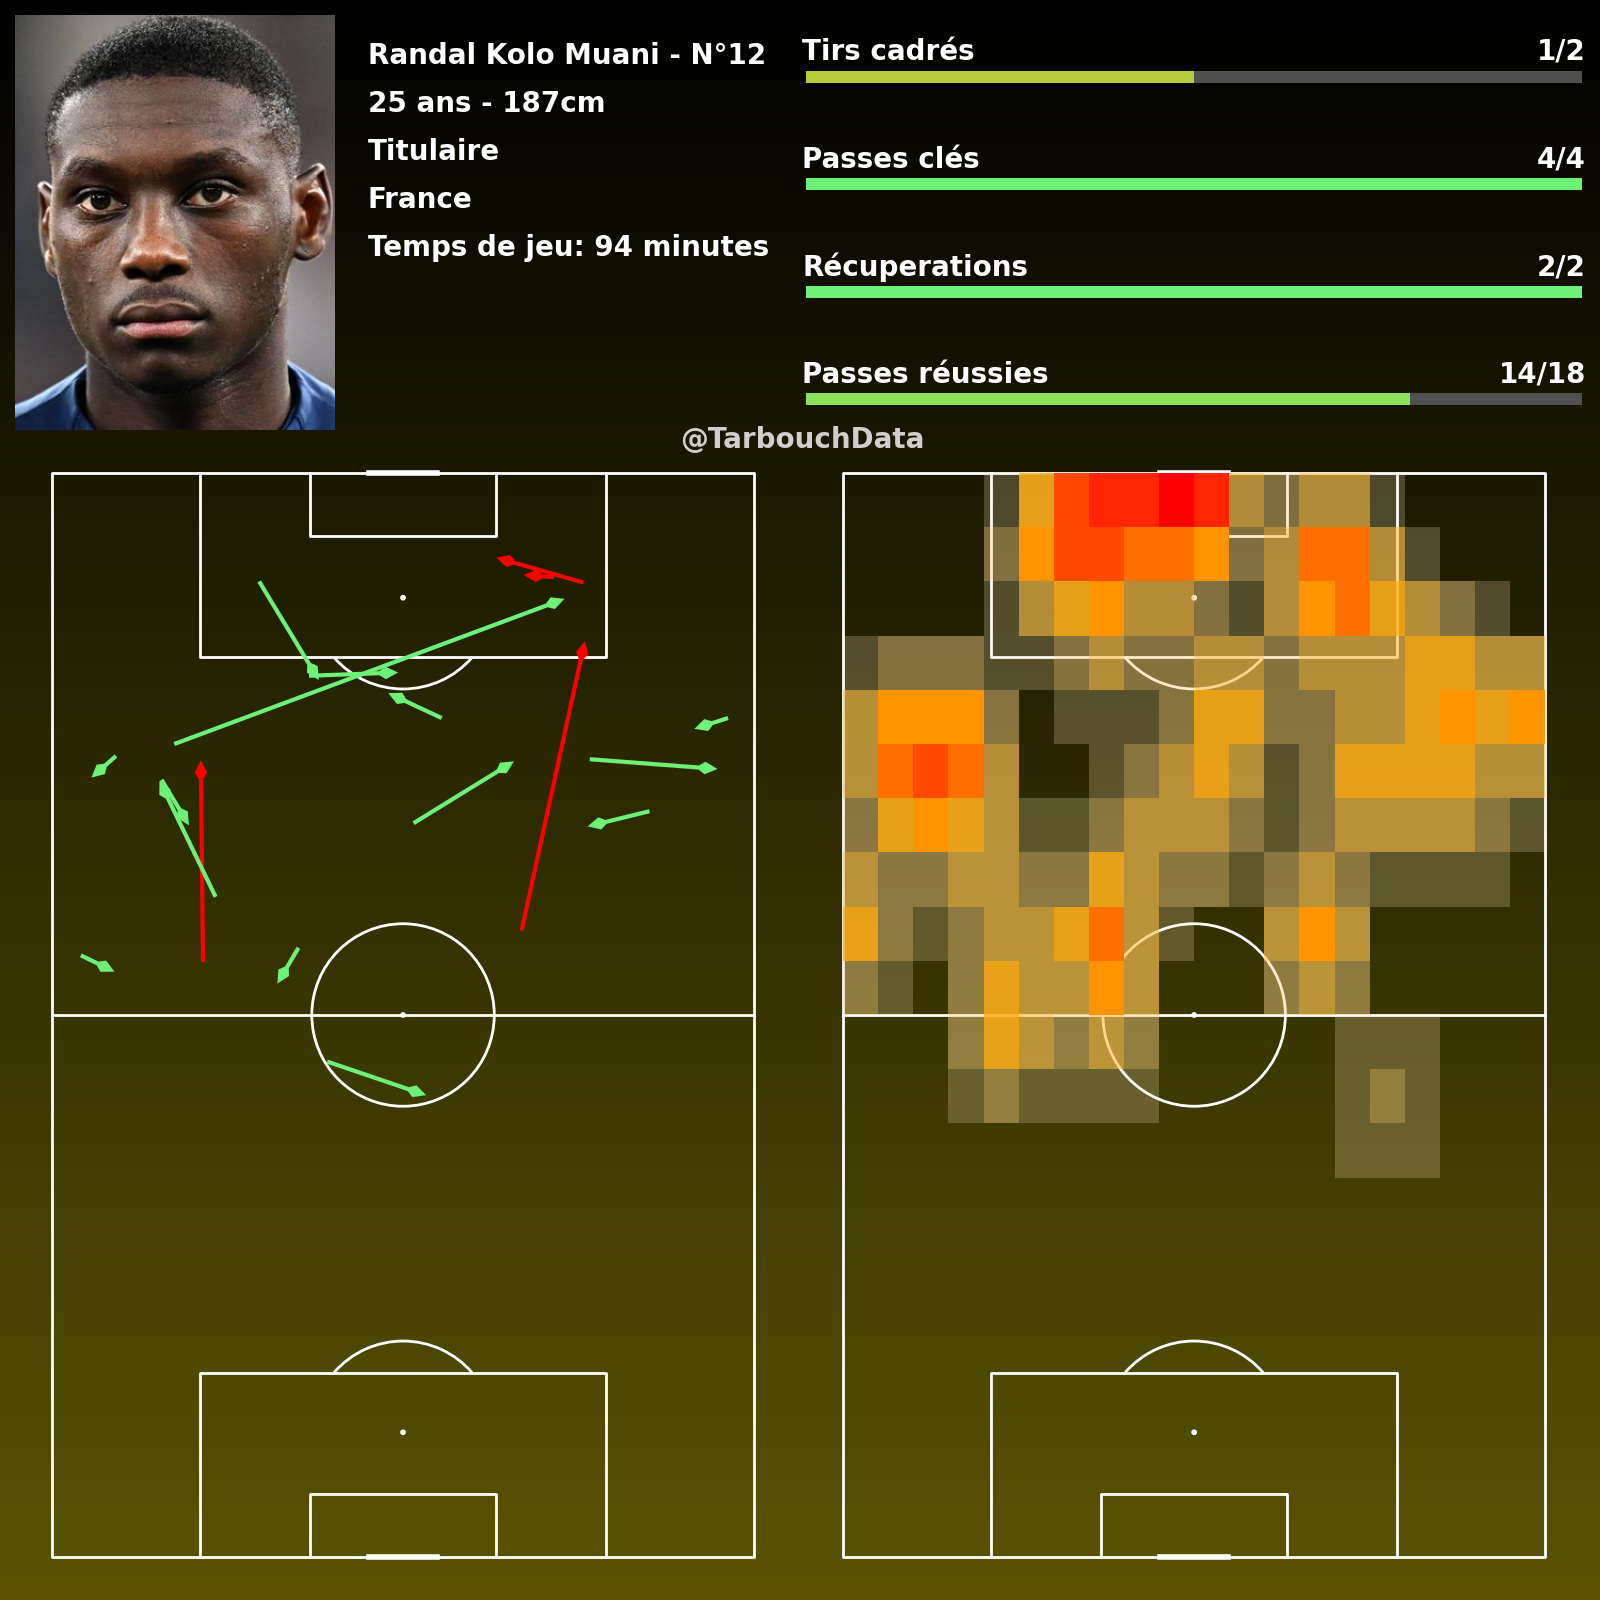 Randal Kolo Muani - N°12
25 ans - 187cm
Titulaire
France
Temps de jeu: 94 minutes
Tirs cadrés 1/2
Passes clés 4/4
Récuperations 2/2
Passes réussies 14/18
@TarbouchData